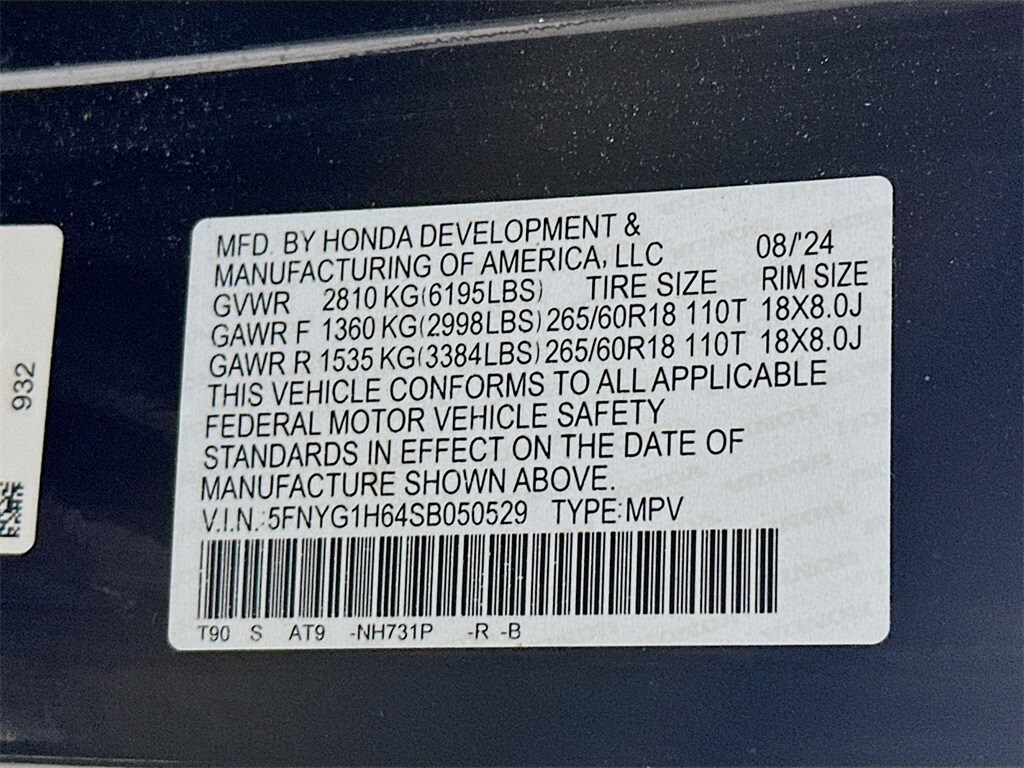 MFD. BY HONDA DEVELOPMENT &
MANUFACTURING OF AMERICA, LLC 08/'24
GVWR 2810 KG(6195LBS) TIRE SIZE RIM SIZE
GAWR F 1360 KG(2998LBS) 265/60R18 110T 18X8.0J
GAWR R 1535 KG(3384LBS) 265/60R18 110T 18X8.0J
THIS VEHICLE CONFORMS TO ALL APPLICABLE
FEDERAL MOTOR VEHICLE SAFETY
STANDARDS IN EFFECT ON THE DATE OF
MANUFACTURE SHOWN ABOVE.
V.I.N.:5FNYG1H64SB050529 TYPE:MPV
T90 S AT9 -NH731P -R -B
932